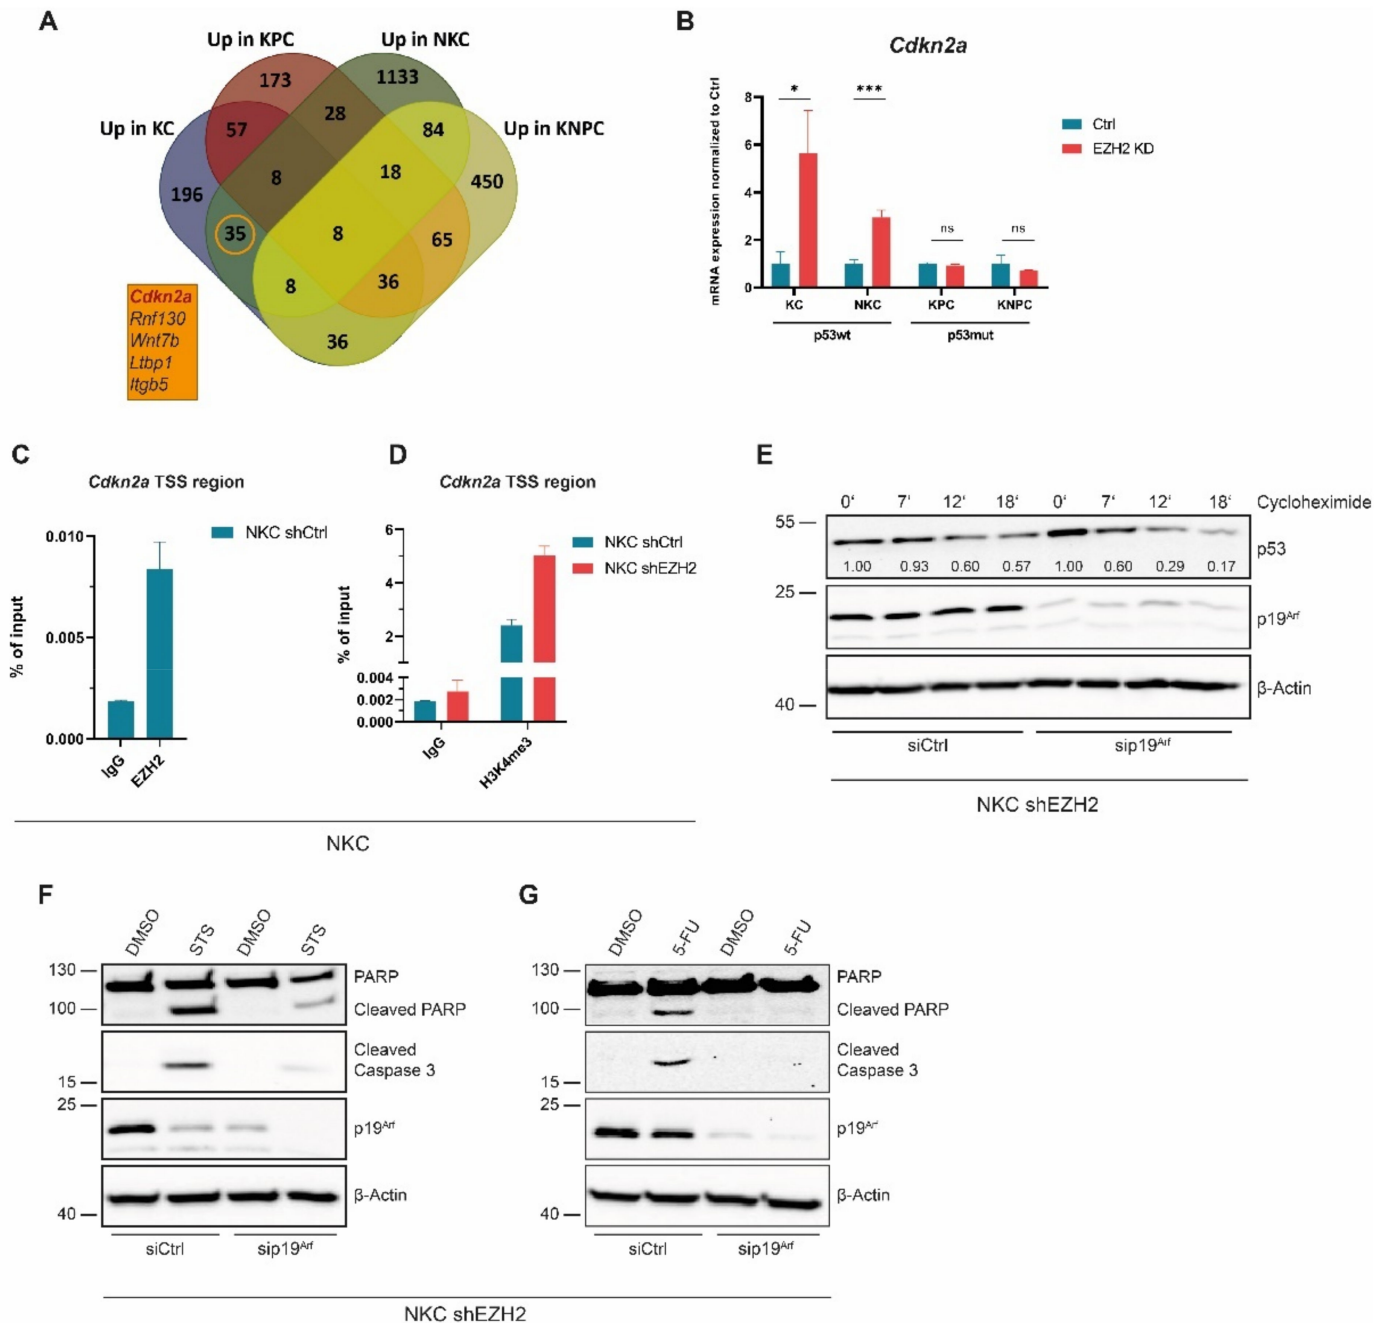 A
Up in KPC
Up in NKC
Up in KC
Up in KNPC
173
1133
57
28
84
196
8
18
450
35
8
65
8
36
36
Cdkn2a
Rnf130
Wnt7b
Ltbp1
Itgb5
B
Cdkn2a
mRNA expression normalized to Ctrl
8
6
4
2
0
*
***
ns
ns
KC
NKC
KPC
KNPC
p53wt
p53mut
Ctrl
EZH2 KD
C
Cdkn2a TSS region
NKC shCtrl
% of input
0.010
0.005
0.000
IgG
EZH2
D
Cdkn2a TSS region
NKC shCtrl
NKC shEZH2
% of input
6
4
2
0.004
0.002
0.000
IgG
H3K4me3
NKC
E
0‘ 7‘ 12‘ 18‘ 0‘ 7‘ 12‘ 18‘ Cycloheximide
55
p53
1.00 0.93 0.60 0.57 1.00 0.60 0.29 0.17
25
p19Arf
β-Actin
40
siCtrl
sip19Arf
NKC shEZH2
F
DMSO STS DMSO STS
130
PARP
100
Cleaved PARP
Cleaved
Caspase 3
15
25
p19Arf
β-Actin
40
siCtrl
sip19Arf
G
DMSO 5-FU DMSO 5-FU
130
PARP
100
Cleaved PARP
Cleaved
Caspase 3
15
25
p19Arf
β-Actin
40
siCtrl
sip19Arf
NKC shEZH2